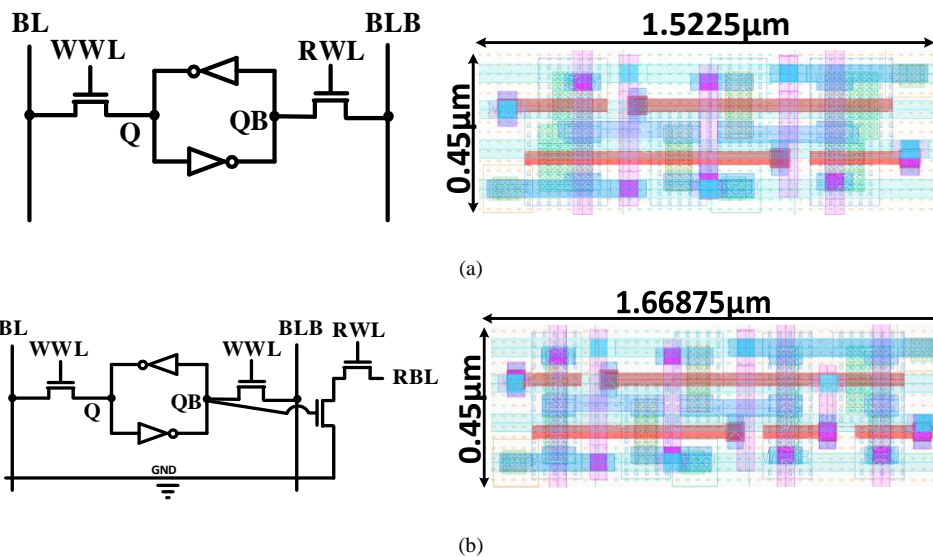 BL
BLB
WWL
RWL
Q
QB
1.5225μm
0.45μm
(a)
BL
BLB
RWL
WWL
WWL
RBL
Q
QB
GND
1.66875μm
0.45μm
(b)